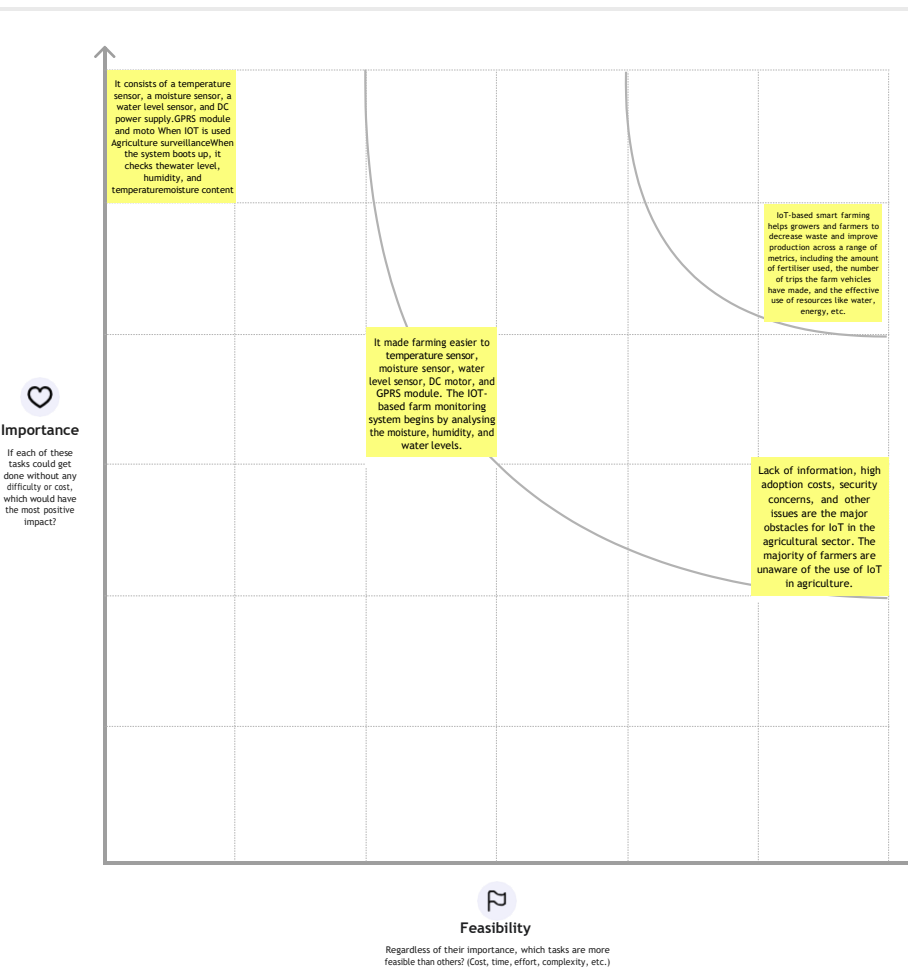 It consists of a temperature
sensor, a moisture sensor, a
water level sensor, and DC
power supply.GPRS module
and moto When IOT is used
Agriculture surveillanceWhen
the system boots up, it
checks thewater level,
humidity, and
temperaturemoisture content
IoT-based smart farming
helps growers and farmers to
decrease waste and improve
production across a range of
metrics, including the amount
of fertiliser used, the number
of trips the farm vehicles
have made, and the effective
use of resources like water,
energy, etc.
It made farming easier to
temperature sensor,
moisture sensor, water
level sensor, DC motor, and
GPRS module. The IOT-
based farm monitoring
system begins by analysing
the moisture, humidity, and
water levels.
Importance
If each of these
tasks could get
done without any
difficulty or cost,
which would have
the most positive
impact?
Lack of information, high
adoption costs, security
concerns, and other
issues are the major
obstacles for IoT in the
agricultural sector. The
majority of farmers are
unaware of the use of IoT
in agriculture.
Feasibility
Regardless of their importance, which tasks are more
feasible than others? (Cost, time, effort, complexity, etc.)